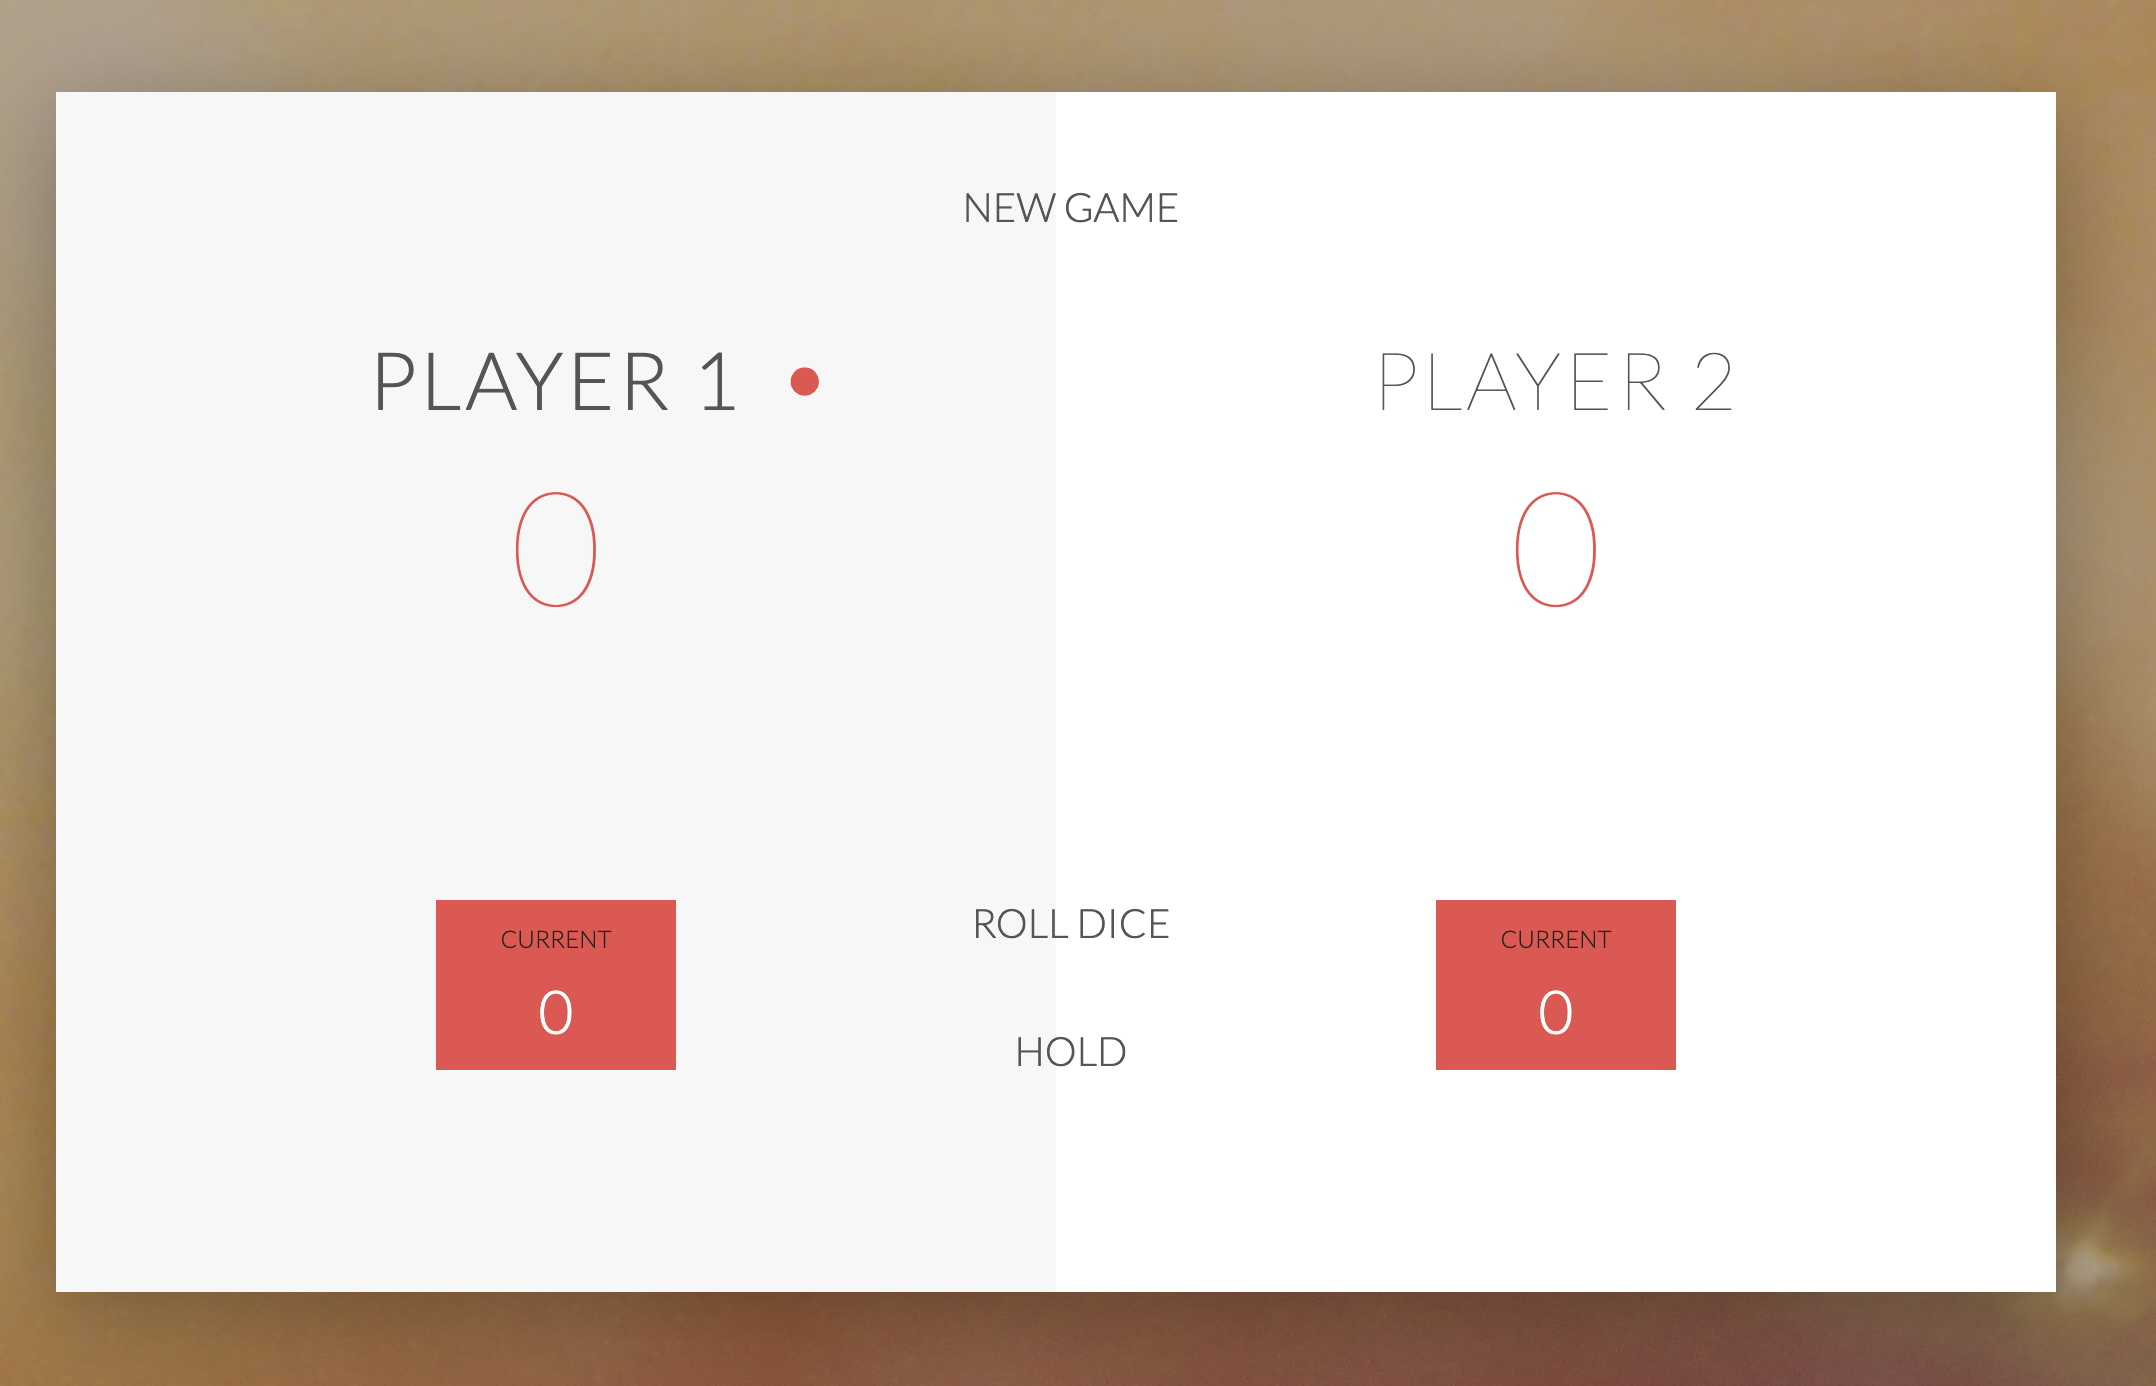 NEW GAME
PLAYER 1
PLAYER 2
0
0
CURRENT
0
ROLL DICE
HOLD
CURRENT
0